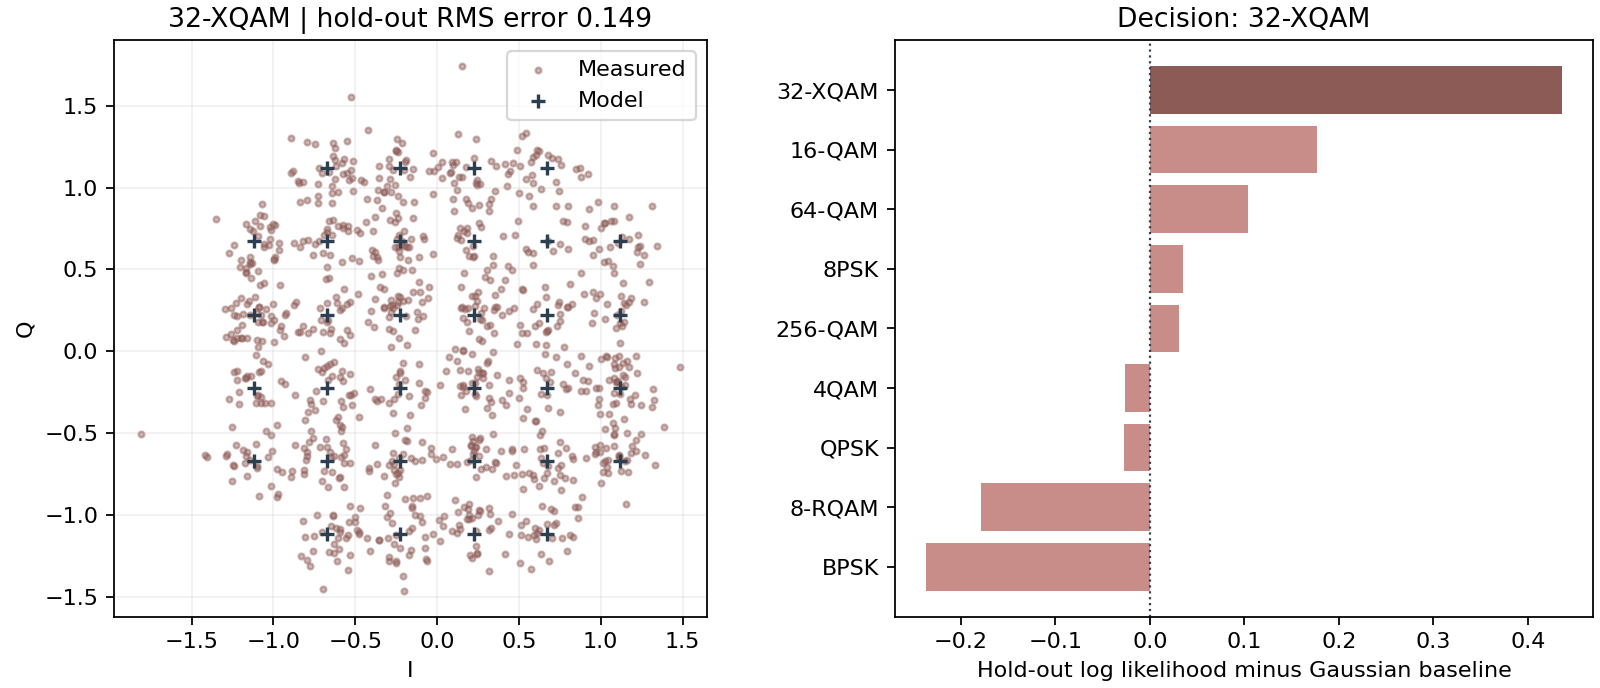 32-XQAM | hold-out RMS error 0.149
Measured
Model
1.5
1.0
0.5
0.0
−0.5
−1.0
−1.5
Q
−1.5
−1.0
−0.5
0.0
0.5
1.0
1.5
I
Decision: 32-XQAM
32-XQAM
16-QAM
64-QAM
8PSK
256-QAM
4QAM
QPSK
8-RQAM
BPSK
−0.2
−0.1
0.0
0.1
0.2
0.3
0.4
Hold-out log likelihood minus Gaussian baseline